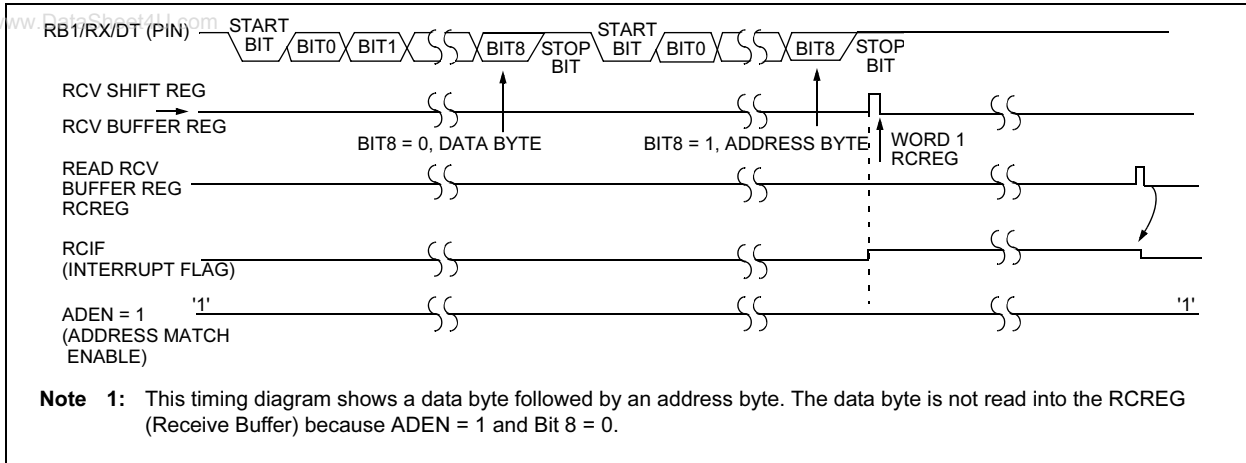 www.DataSheet4U.com
RB1/RX/DT (PIN)
START
BIT
BIT0
BIT1
BIT8
STOP
BIT
START
BIT
BIT0
BIT8
STOP
BIT
RCV SHIFT REG
RCV BUFFER REG
BIT8 = 0, DATA BYTE
BIT8 = 1, ADDRESS BYTE
WORD 1
RCREG
READ RCV
BUFFER REG
RCREG
RCIF
(INTERRUPT FLAG)
ADEN = 1
(ADDRESS MATCH
ENABLE)
'1'
'1'
Note 1: This timing diagram shows a data byte followed by an address byte. The data byte is not read into the RCREG
(Receive Buffer) because ADEN = 1 and Bit 8 = 0.